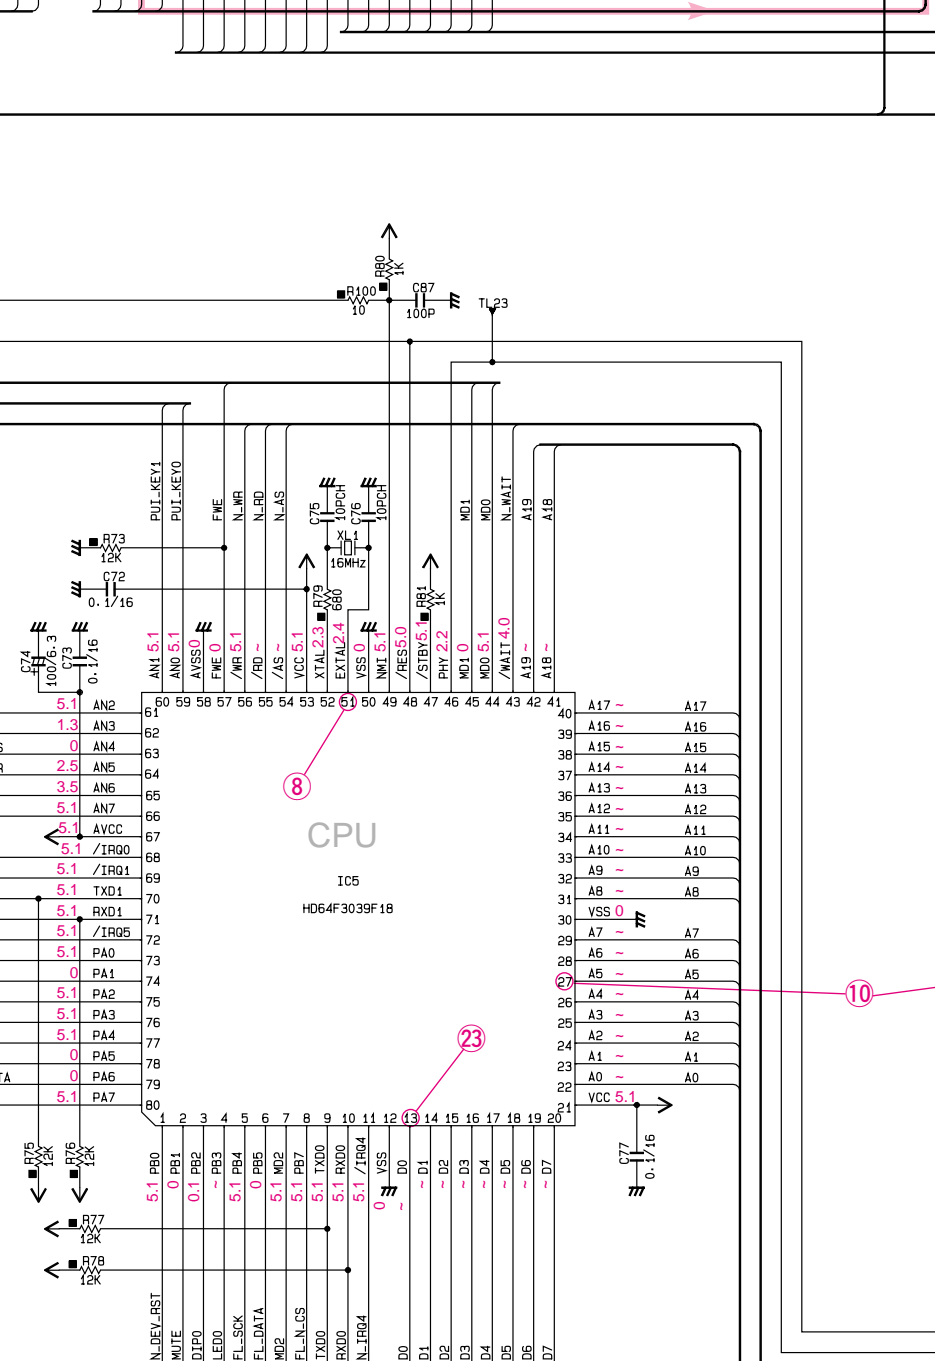 R80
1K
R100
10
C87
100P
TL23
PUI_KEY1
PUI_KEY0
FWE
N_WR
N_RD
N_AS
C75
10PCH
C76
10PCH
MD1
MD0
N_WAIT
A19
A18
XL1
16MHz
R73
12K
C72
0.1/16
R79
680
R81
1K
C74
100/6.3
C73
0.1/16
AN1 5.1
AN0 5.1
AVSS 0
FWE 0
/WR 5.1
/RD ~
/AS ~
VCC 5.1
XTAL 2.3
EXTAL 2.4
VSS 0
NMI 5.1
/RES 5.0
/STBY 5.1
PHY 2.2
MD1 0
MD0 5.1
/WAIT 4.0
A19 ~
A18 ~
60 59 58 57 56 55 54 53 52 51 50 49 48 47 46 45 44 43 42 41
5.1 AN2 61
1.3 AN3 62
S 0 AN4 63
R 2.5 AN5 64
3.5 AN6 65
5.1 AN7 66
5.1 AVCC 67
5.1 /IRQ0 68
5.1 /IRQ1 69
5.1 TXD1 70
5.1 RXD1 71
5.1 /IRQ5 72
5.1 PA0 73
0 PA1 74
5.1 PA2 75
5.1 PA3 76
5.1 PA4 77
0 PA5 78
TA 0 PA6 79
5.1 PA7 80
8
CPU
IC5
HD64F3039F18
23
10
40 A17 ~ A17
39 A16 ~ A16
38 A15 ~ A15
37 A14 ~ A14
36 A13 ~ A13
35 A12 ~ A12
34 A11 ~ A11
33 A10 ~ A10
32 A9 ~ A9
31 A8 ~ A8
30 VSS 0
29 A7 ~ A7
28 A6 ~ A6
27 A5 ~ A5
26 A4 ~ A4
25 A3 ~ A3
24 A2 ~ A2
23 A1 ~ A1
22 A0 ~ A0
21 VCC 5.1
1 2 3 4 5 6 7 8 9 10 11 12 13 14 15 16 17 18 19 20
5.1 PB0
0 PB1
0.1 PB2
~ PB3
5.1 PB4
0 PB5
5.1 MD2
5.1 PB7
5.1 TXD0
5.1 RXD0
5.1 /IRQ4
0 VSS
~ D0
~ D1
~ D2
~ D3
~ D4
~ D5
~ D6
~ D7
C77
0.1/16
R75
12K
R76
12K
R77
12K
R78
12K
N_DEV_RST
MUTE
DIP0
LED0
FL_SCK
FL_DATA
MD2
FL_N_CS
TXD0
RXD0
N_IRQ4
D0
D1
D2
D3
D4
D5
D6
D7